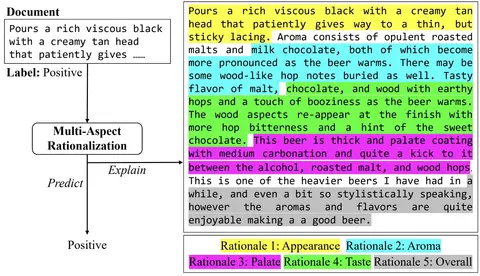 Document
Pours a rich viscous black
with a creamy tan head
that patiently gives ……
Label: Positive
Multi-Aspect
Rationalization
Predict
Explain
Positive
Pours a rich viscous black with a creamy tan
head that patiently gives way to a thin, but
sticky lacing. Aroma consists of opulent roasted
malts and milk chocolate, both of which become
more pronounced as the beer warms. There may be
some wood-like hop notes buried as well. Tasty
flavor of malt, chocolate, and wood with earthy
hops and a touch of booziness as the beer warms.
The wood aspects re-appear at the finish with
more hop bitterness and a hint of the sweet
chocolate. This beer is thick and palate coating
with medium carbonation and quite a kick to it
between the alcohol, roasted malt, and wood hops.
This is one of the heavier beers I have had in a
while, and even a bit so stylistically speaking,
however the aromas and flavors are quite
enjoyable making a a good beer.
Rationale 1: Appearance Rationale 2: Aroma
Rationale 3: Palate Rationale 4: Taste Rationale 5: Overall